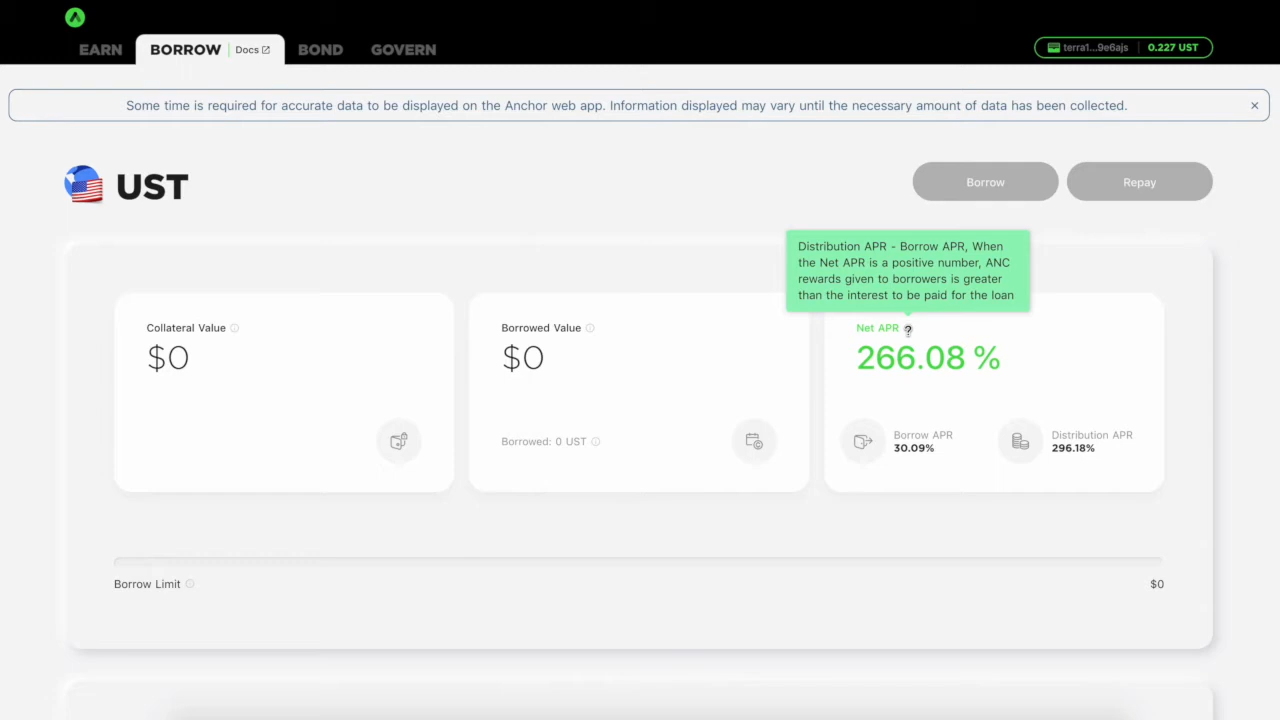 EARN BORROW Docs BOND GOVERN
terra1...9e6ajs 0.227 UST
Some time is required for accurate data to be displayed on the Anchor web app. Information displayed may vary until the necessary amount of data has been collected. ×
UST
Borrow Repay
Distribution APR - Borrow APR, When
the Net APR is a positive number, ANC
rewards given to borrowers is greater
than the interest to be paid for the loan
Collateral Value
$0
Borrowed Value
$0
Borrowed: 0 UST
Net APR ?
266.08 %
Borrow APR
30.09%
Distribution APR
296.18%
Borrow Limit
$0